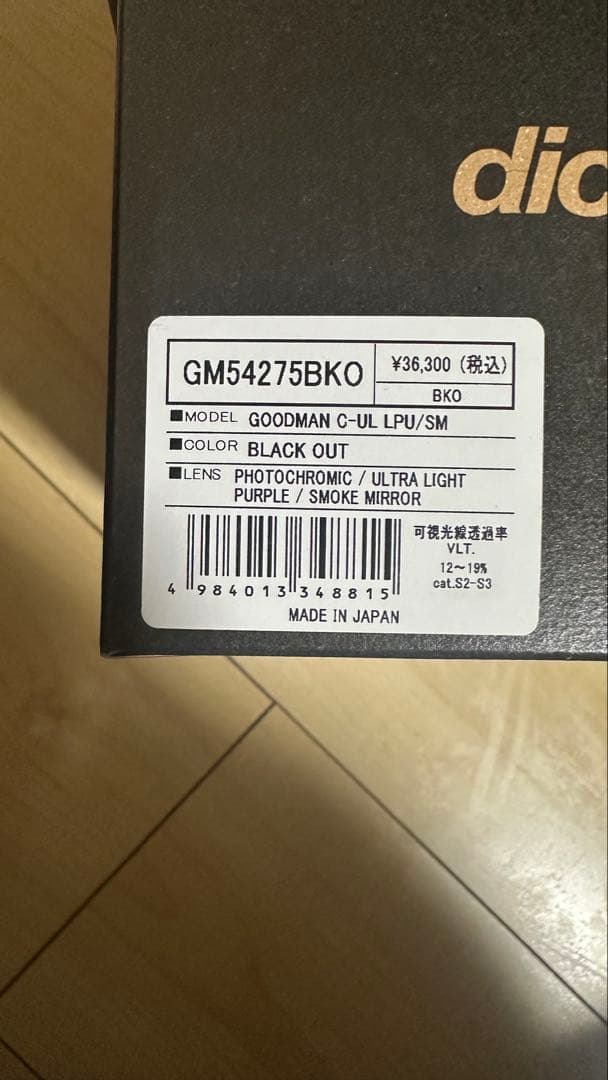 dic
GM54275BKO
¥36,300 (税込)
BKO
■MODEL GOODMAN C-UL LPU/SM
■COLOR BLACK OUT
■LENS PHOTOCHROMIC / ULTRA LIGHT
PURPLE / SMOKE MIRROR
可視光線透過率
VLT.
12～19%
cat.S2-S3
4 984013 348815
MADE IN JAPAN